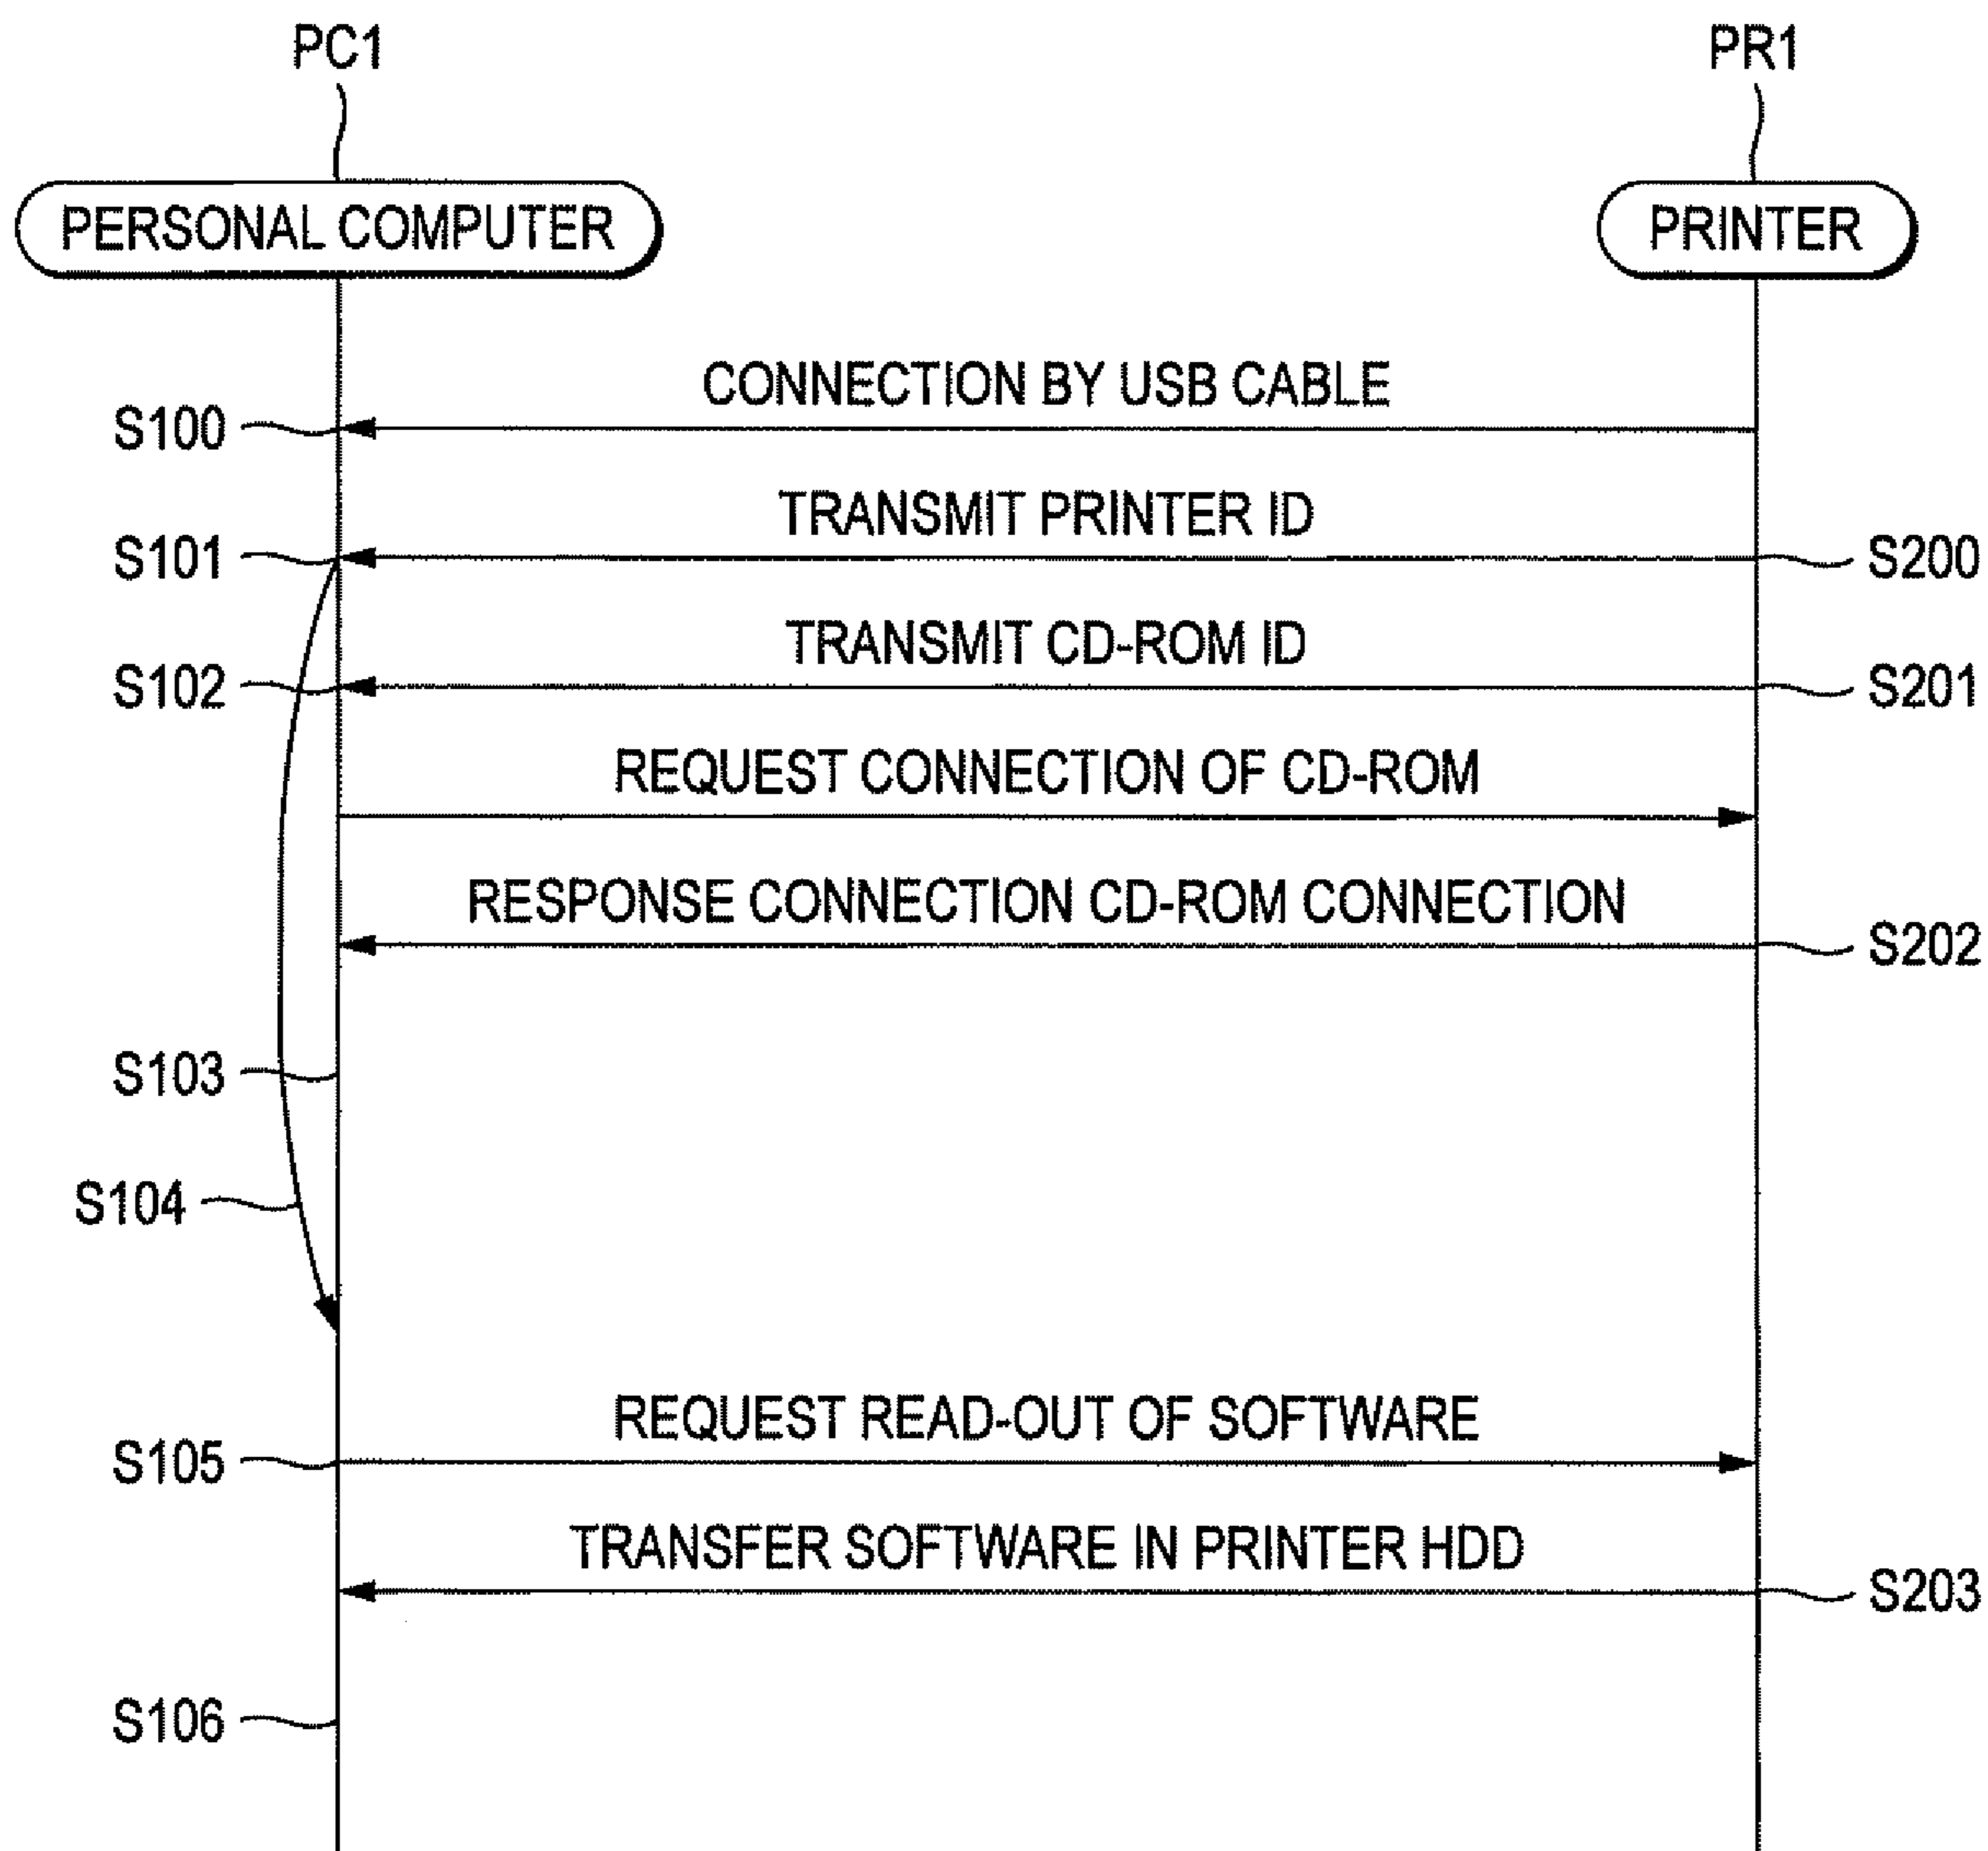 PC1
PR1
PERSONAL COMPUTER
PRINTER
CONNECTION BY USB CABLE
S100
TRANSMIT PRINTER ID
S101
S200
TRANSMIT CD-ROM ID
S102
S201
REQUEST CONNECTION OF CD-ROM
RESPONSE CONNECTION CD-ROM CONNECTION
S202
S103
S104
REQUEST READ-OUT OF SOFTWARE
S105
TRANSFER SOFTWARE IN PRINTER HDD
S203
S106